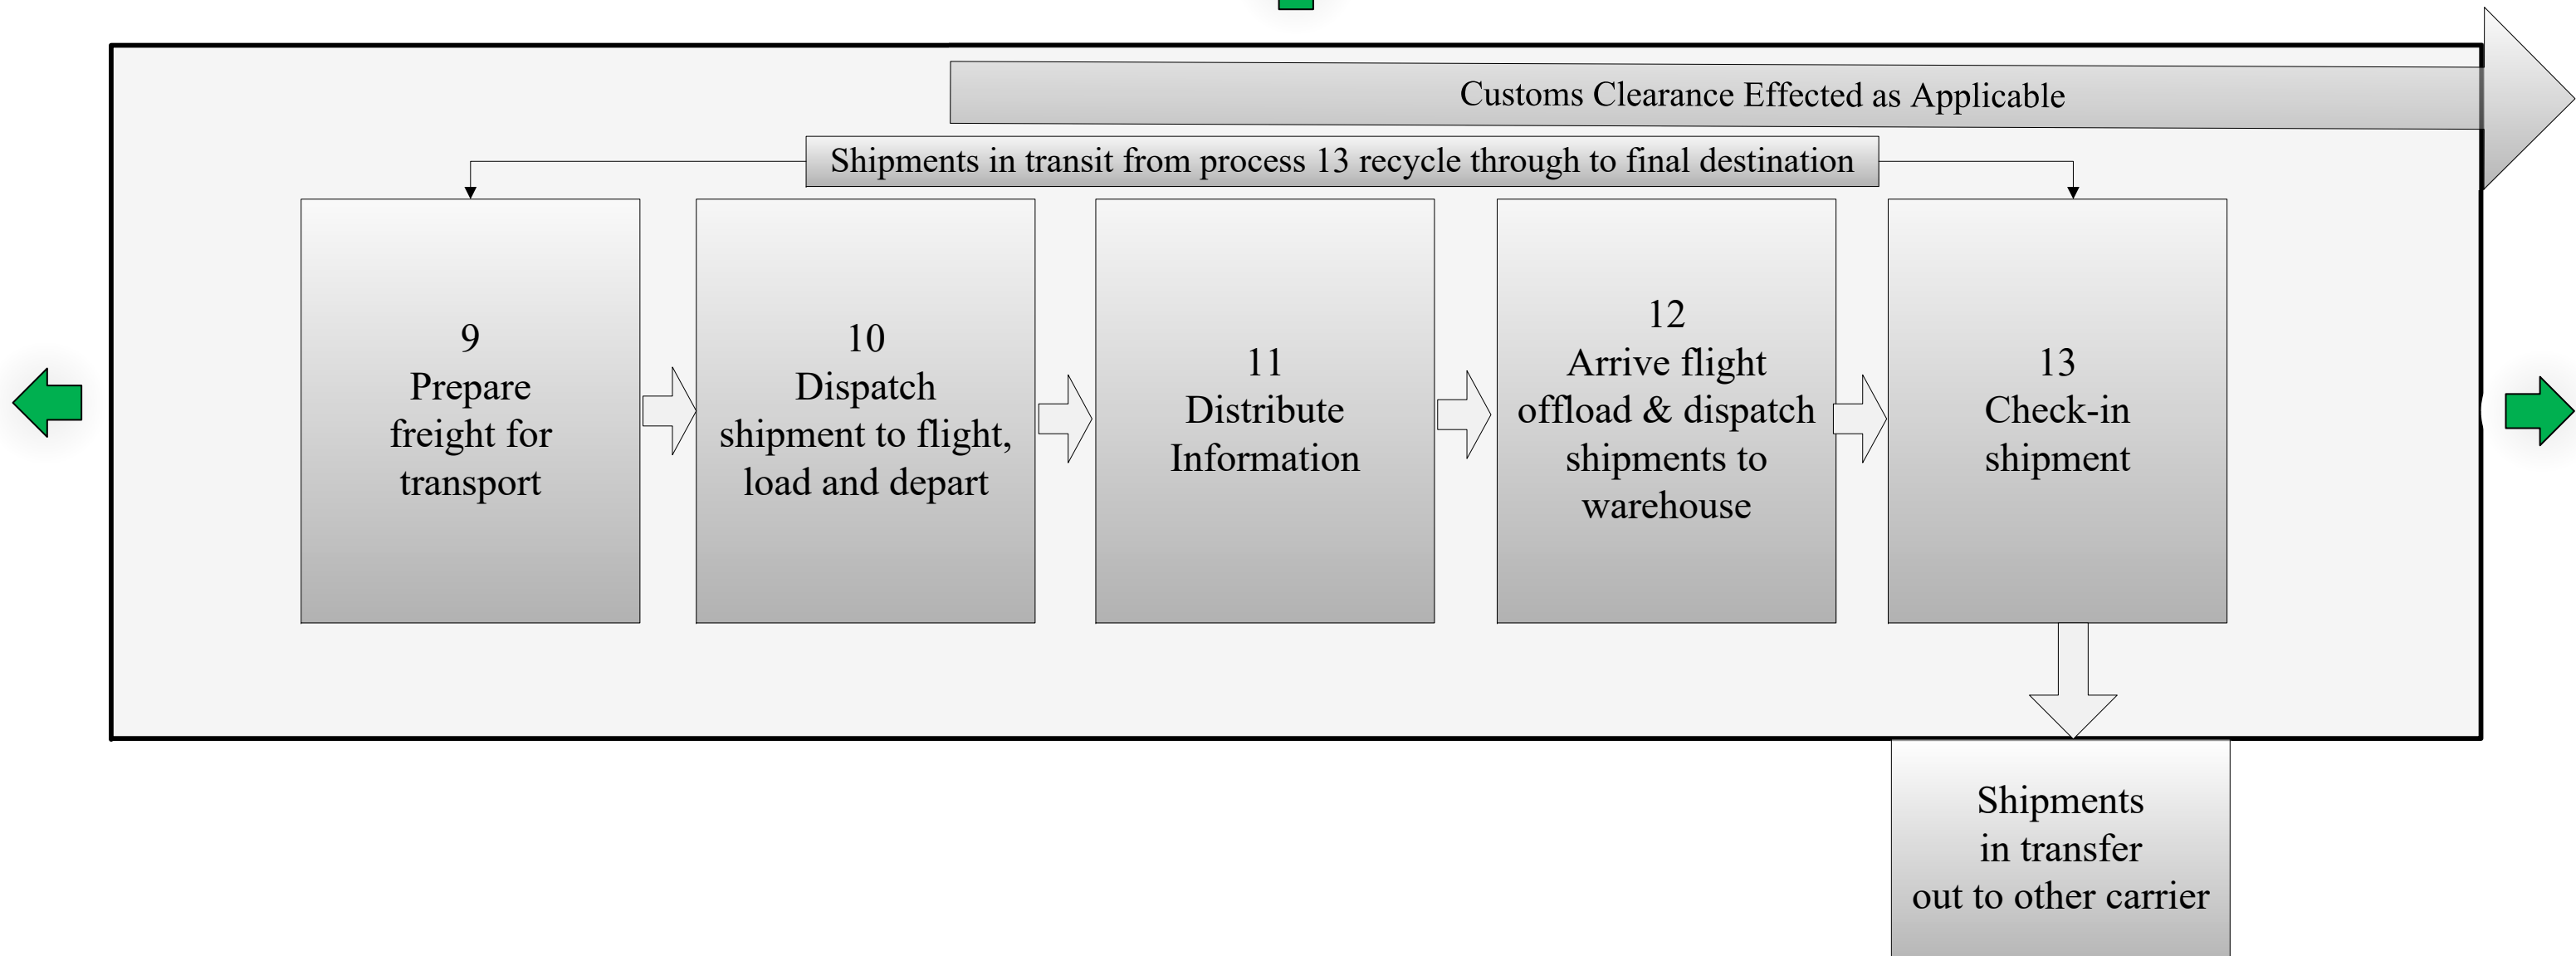 Customs Clearance Effected as Applicable
Shipments in transit from process 13 recycle through to final destination
9
Prepare
freight for
transport
10
Dispatch
shipment to flight,
load and depart
11
Distribute
Information
12
Arrive flight
offload & dispatch
shipments to
warehouse
13
Check-in
shipment
Shipments
in transfer
out to other carrier